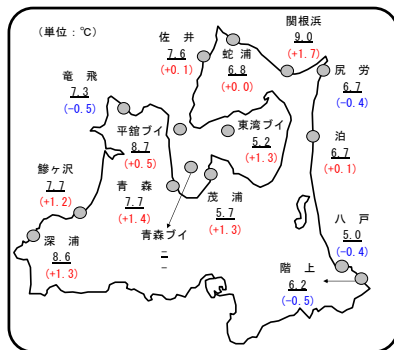 (単位：℃)
佐 井
7.6
(+0.1)
蛇 浦
6.8
(+0.0)
関根浜
9.0
(+1.7)
尻 労
6.7
(-0.4)
竜 飛
7.3
(-0.5)
平舘ブイ
8.7
(+0.5)
東湾ブイ
5.2
(+1.3)
泊
6.7
(+0.1)
鰺ヶ沢
7.7
(+1.2)
青 森
7.7
(+1.4)
茂 浦
5.7
(+1.3)
青森ブイ
－
－
深 浦
8.6
(+1.3)
八 戸
5.0
(-0.4)
階 上
6.2
(-0.5)